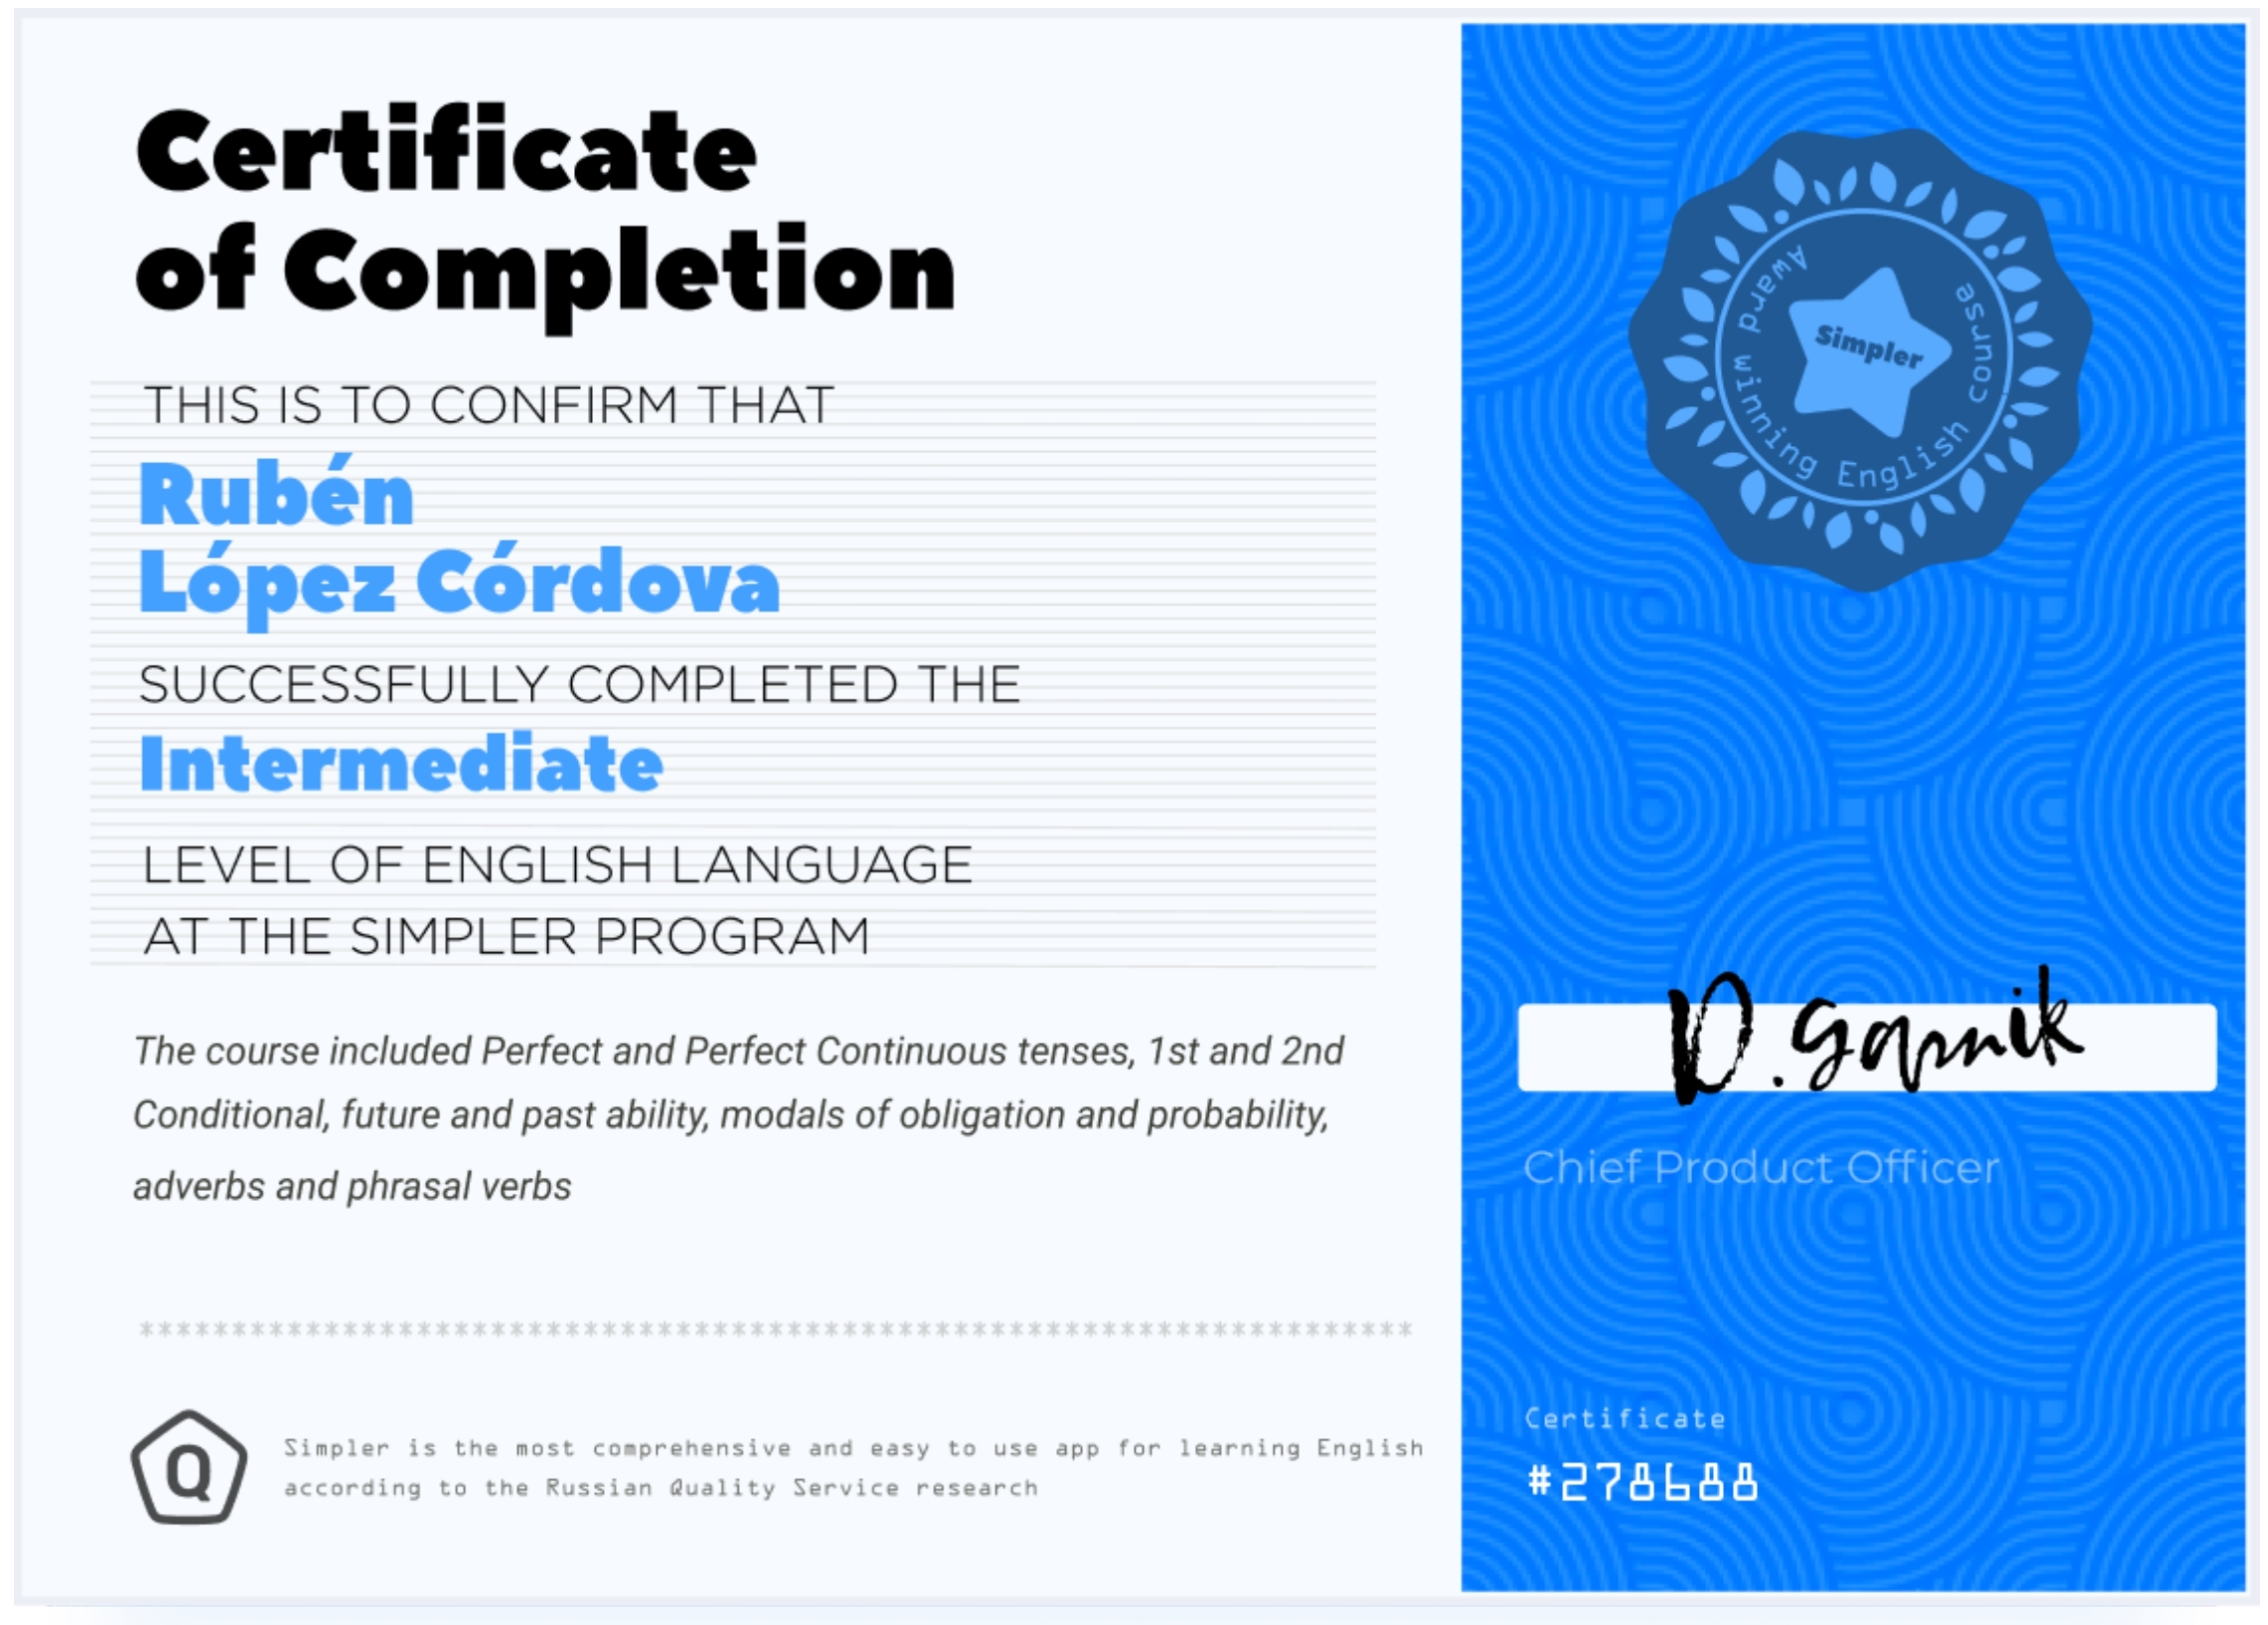 Certificate
of Completion
THIS IS TO CONFIRM THAT
Rubén
López Córdova
SUCCESSFULLY COMPLETED THE
Intermediate
LEVEL OF ENGLISH LANGUAGE
AT THE SIMPLER PROGRAM
The course included Perfect and Perfect Continuous tenses, 1st and 2nd
Conditional, future and past ability, modals of obligation and probability,
adverbs and phrasal verbs
*********************************************************************
Q
Simpler is the most comprehensive and easy to use app for learning English
according to the Russian Quality Service research
Award winning English course
Simpler
D. Garnik
Chief Product Officer
Certificate
#278688